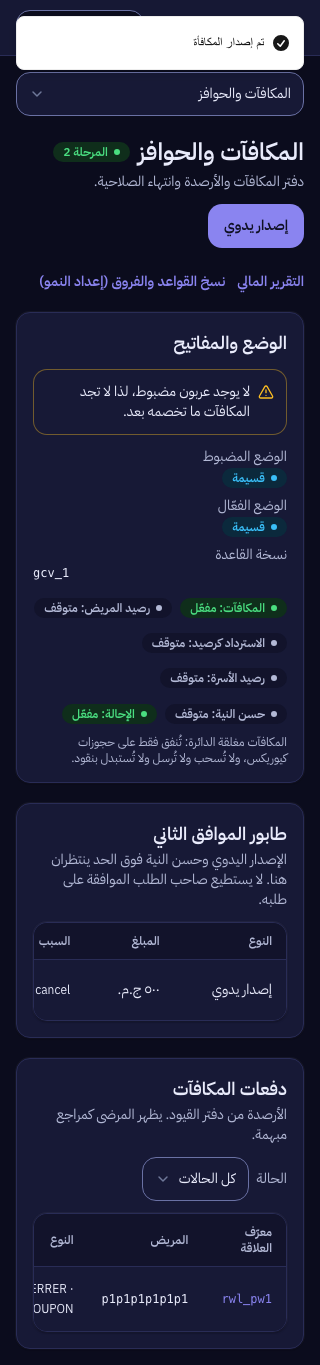 تم إصدار المكافأة
المكافآت والحوافز
المكافآت والحوافز
المرحلة 2
دفتر المكافآت والأرصدة وانتهاء الصلاحية.
إصدار يدوي
التقرير المالي
نسخ القواعد والفروق (إعداد النمو)
الوضع والمفاتيح
لا يوجد عربون مضبوط، لذا لا تجد
المكافآت ما تخصمه بعد.
الوضع المضبوط
قسيمة
الوضع الفعّال
قسيمة
نسخة القاعدة
gcv_1
المكافآت: مفعّل
رصيد المريض: متوقف
الاسترداد كرصيد: متوقف
رصيد الأسرة: متوقف
حسن النية: متوقف
الإحالة: مفعّل
المكافآت مغلقة الدائرة: تُنفق فقط على حجوزات
كيوريكس، ولا تُسحب ولا تُرسل ولا تُستبدل بنقود.
طابور الموافق الثاني
الإصدار اليدوي وحسن النية فوق الحد ينتظران
هنا. لا يستطيع صاحب الطلب الموافقة على
طلبه.
النوع
المبلغ
السبب
إصدار يدوي
٥٠٠ ج.م.
cancel
دفعات المكافآت
الأرصدة من دفتر القيود. يظهر المرضى كمراجع
مبهمة.
الحالة
كل الحالات
معرّف
العلاقة
المريض
النوع
rwl_pw1
p1p1p1p1p1p1
ERRER ·
OUPON